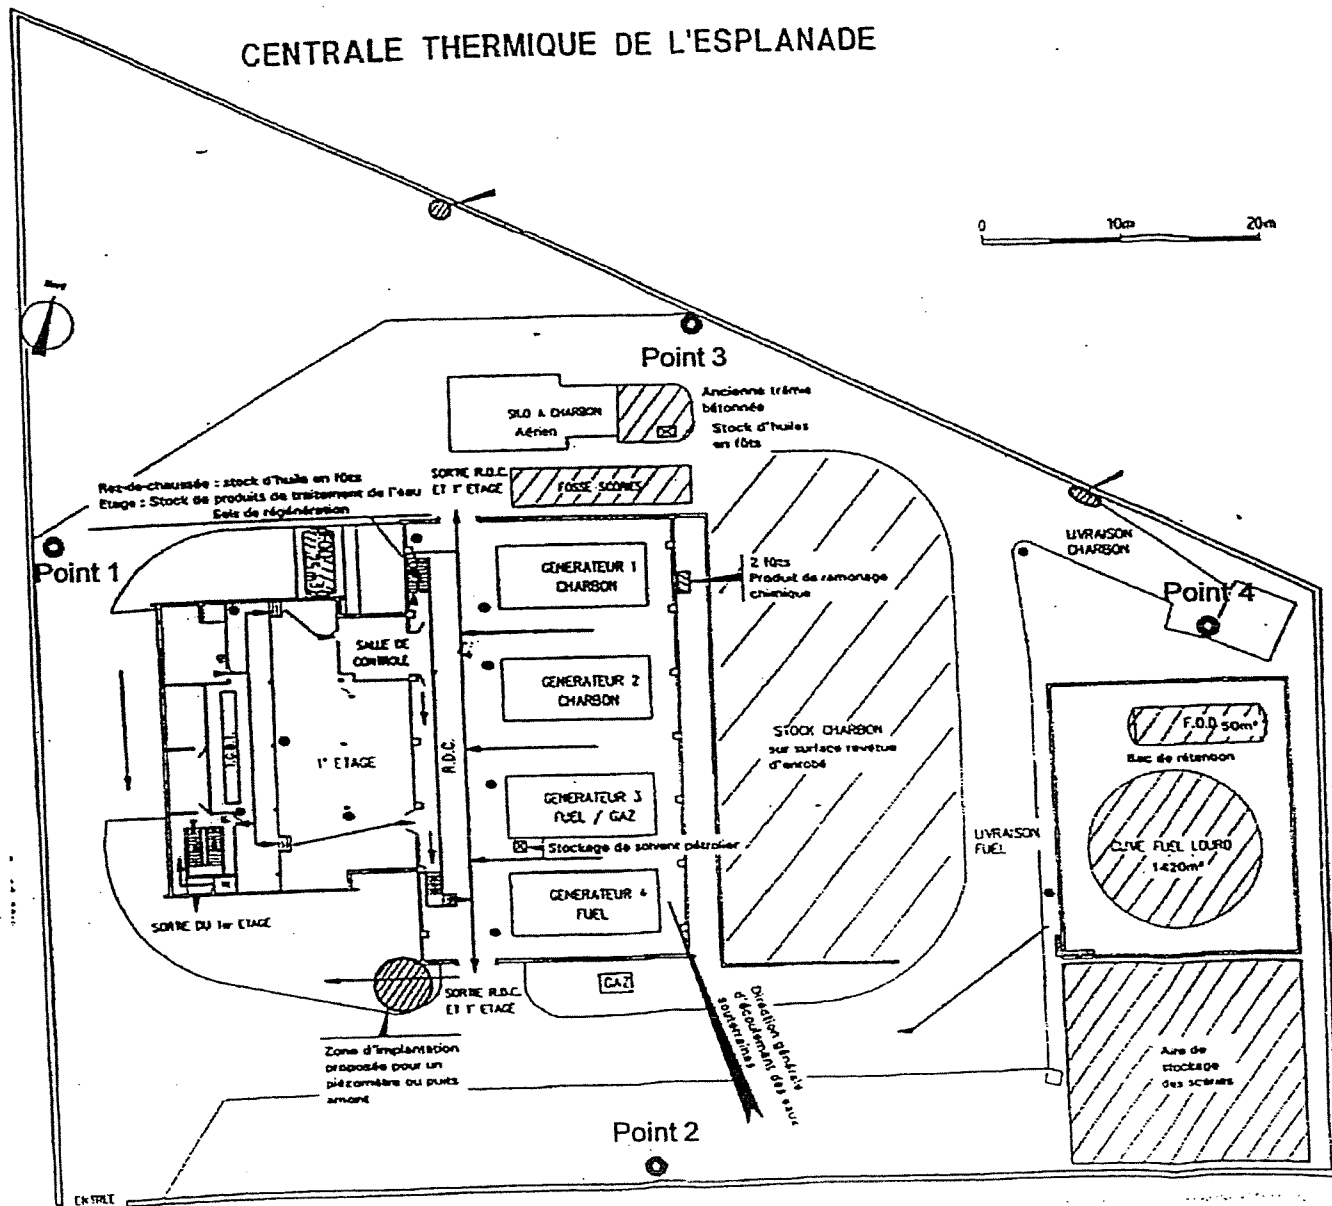 CENTRALE THERMIQUE DE L'ESPLANADE
0 10m 20m
Nord
Point 3
SILO A CHARBON
Aérien
Ancienne trémie
bétonnée
Stock d'huiles
en fûts
Rez-de-chaussée : stock d'huile en fûts
Etage : Stock de produits de traitement de l'eau
Sels de régénération
SORTIE R.D.C.
ET 1° ETAGE
FOSSE SCORIES
LIVRAISON
CHARBON
Point 1
GENERATEUR 1
CHARBON
2 fûts
Produit de ramonage
chimique
Point 4
SALLE DE
CONTROLE
GENERATEUR 2
CHARBON
F.O.D 50m³
Bac de rétention
STOCK CHARBON
sur surface revêtue
d'enrobé
1° ETAGE
R.D.C.
GENERATEUR 3
FUEL / GAZ
Stockage de solvent pétrolier
LIVRAISON
FUEL
CUVE FUEL LOURD
1420m³
GENERATEUR 4
FUEL
SORTIE DU 1er ETAGE
GAZ
SORTIE R.D.C.
ET 1° ETAGE
Direction générale
d'écoulement des eaux
souterraines
Zone d'implantation
proposée pour un
piézomètre ou puits
amont
Aire de
stockage
des scories
Point 2
ENTREE